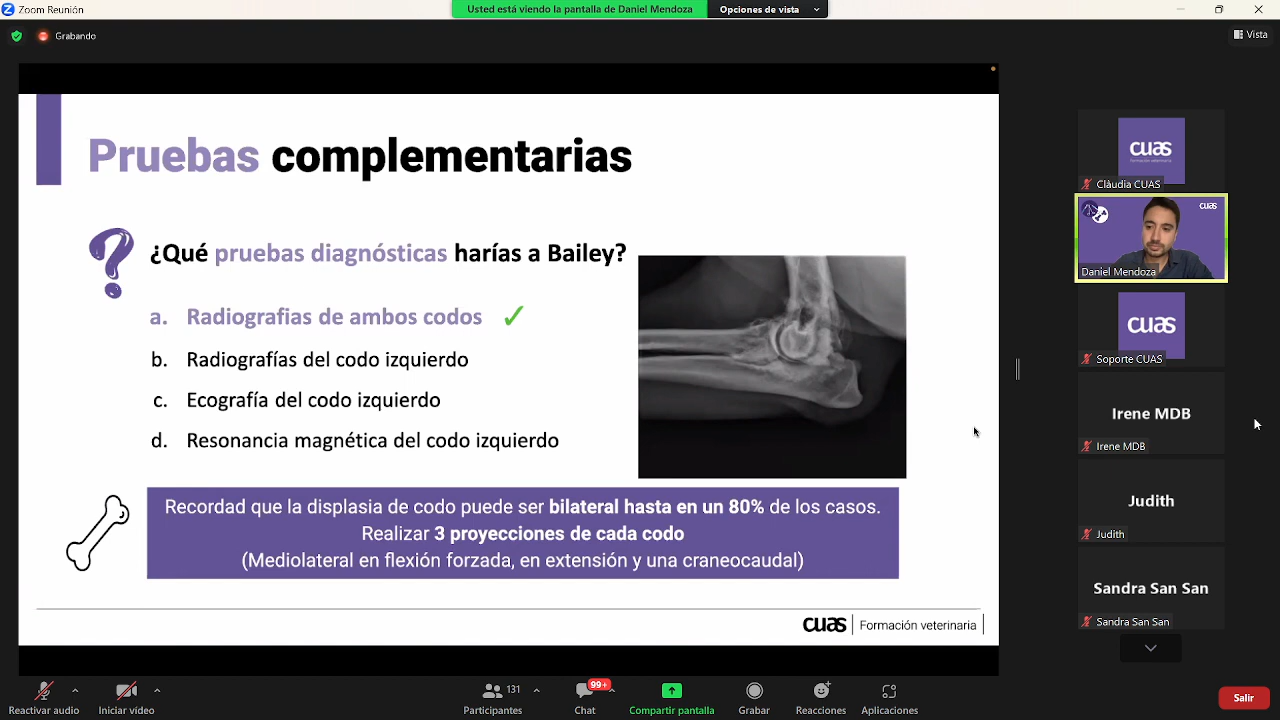 Zoom Reunión
Usted está viendo la pantalla de Daniel Mendoza
Opciones de vista
Grabando
Vista
Pruebas complementarias
¿Qué pruebas diagnósticas harías a Bailey?
a. Radiografias de ambos codos ✓
b. Radiografías del codo izquierdo
c. Ecografía del codo izquierdo
d. Resonancia magnética del codo izquierdo
Recordad que la displasia de codo puede ser bilateral hasta en un 80% de los casos.
Realizar 3 proyecciones de cada codo
(Mediolateral en flexión forzada, en extensión y una craneocaudal)
cuas | Formación veterinaria |
cuas
Formación veterinaria
Clàudia CUAS
cuas
Daniel Mendoza
cuas
Soporte CUAS
Irene MDB
Irene MDB
Judith
Judith
Sandra San San
Sandra San San
Reactivar audio
Iniciar vídeo
131
Participantes
99+
Chat
Compartir pantalla
Grabar
Reacciones
Aplicaciones
Salir